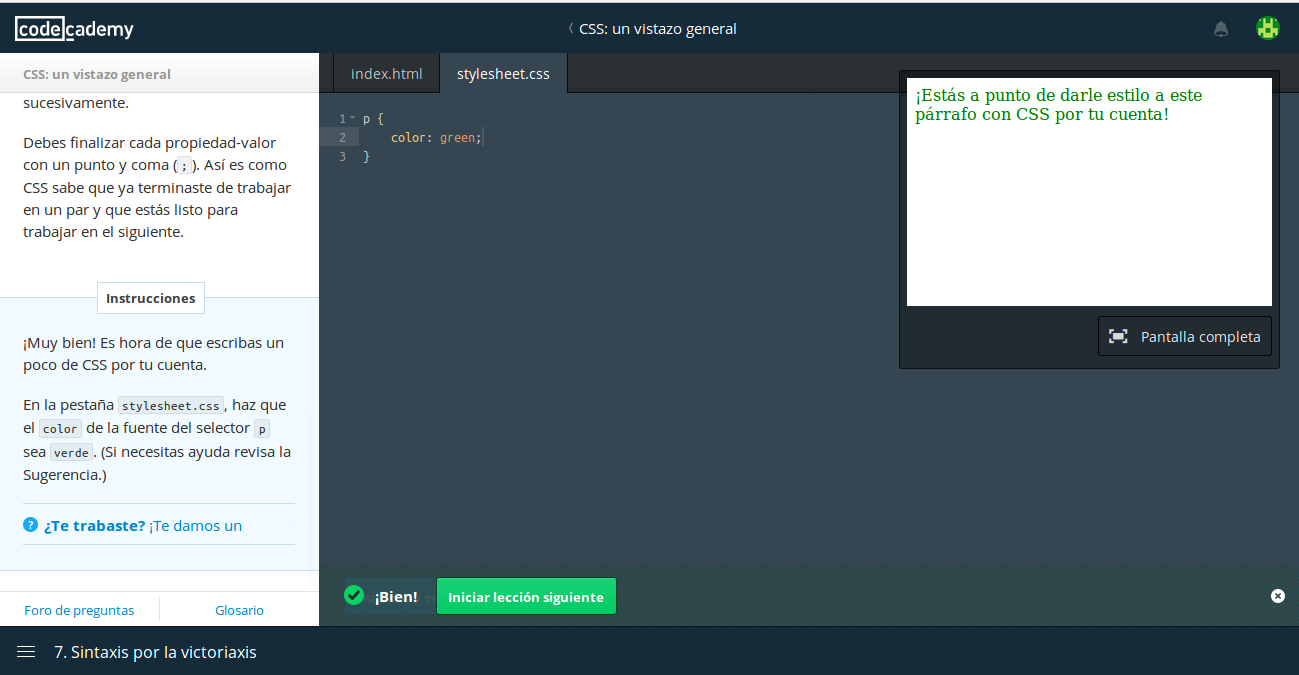 codecademy
CSS: un vistazo general
CSS: un vistazo general
sucesivamente.
Debes finalizar cada propiedad-valor
con un punto y coma (;). Así es como
CSS sabe que ya terminaste de trabajar
en un par y que estás listo para
trabajar en el siguiente.
Instrucciones
¡Muy bien! Es hora de que escribas un
poco de CSS por tu cuenta.
En la pestaña stylesheet.css, haz que
el color de la fuente del selector p
sea verde. (Si necesitas ayuda revisa la
Sugerencia.)
? ¿Te trabaste? ¡Te damos un
Foro de preguntas
Glosario
index.html
stylesheet.css
1 p {
2 color: green;
3 }
¡Estás a punto de darle estilo a este
párrafo con CSS por tu cuenta!
Pantalla completa
¡Bien!
Iniciar lección siguiente
7. Sintaxis por la victoriaxis